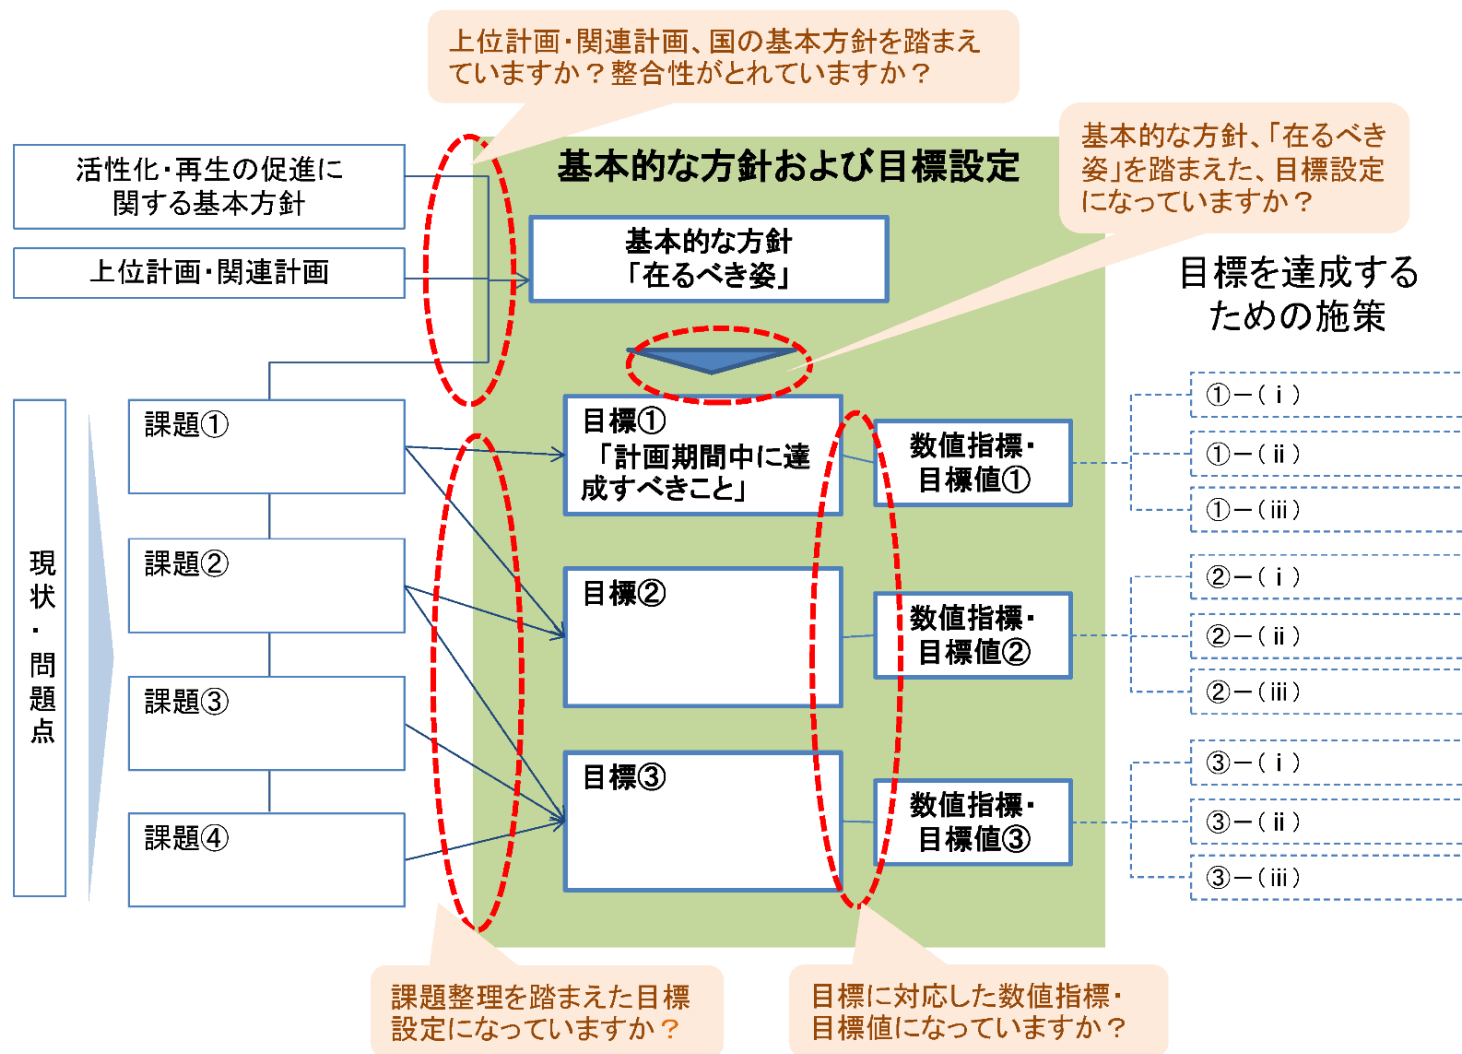 上位計画・関連計画、国の基本方針を踏まえ
ていますか？整合性がとれていますか？
基本的な方針、「在るべき
姿」を踏まえた、目標設定
になっていますか？
活性化・再生の促進に
関する基本方針
上位計画・関連計画
基本的な方針および目標設定
基本的な方針
「在るべき姿」
目標を達成する
ための施策
現状・問題点
課題①
課題②
課題③
課題④
目標①
「計画期間中に達
成すべきこと」
目標②
目標③
数値指標・
目標値①
数値指標・
目標値②
数値指標・
目標値③
①－(ⅰ)
①－(ⅱ)
①－(ⅲ)
②－(ⅰ)
②－(ⅱ)
②－(ⅲ)
③－(ⅰ)
③－(ⅱ)
③－(ⅲ)
課題整理を踏まえた目標
設定になっていますか？
目標に対応した数値指標・
目標値になっていますか？